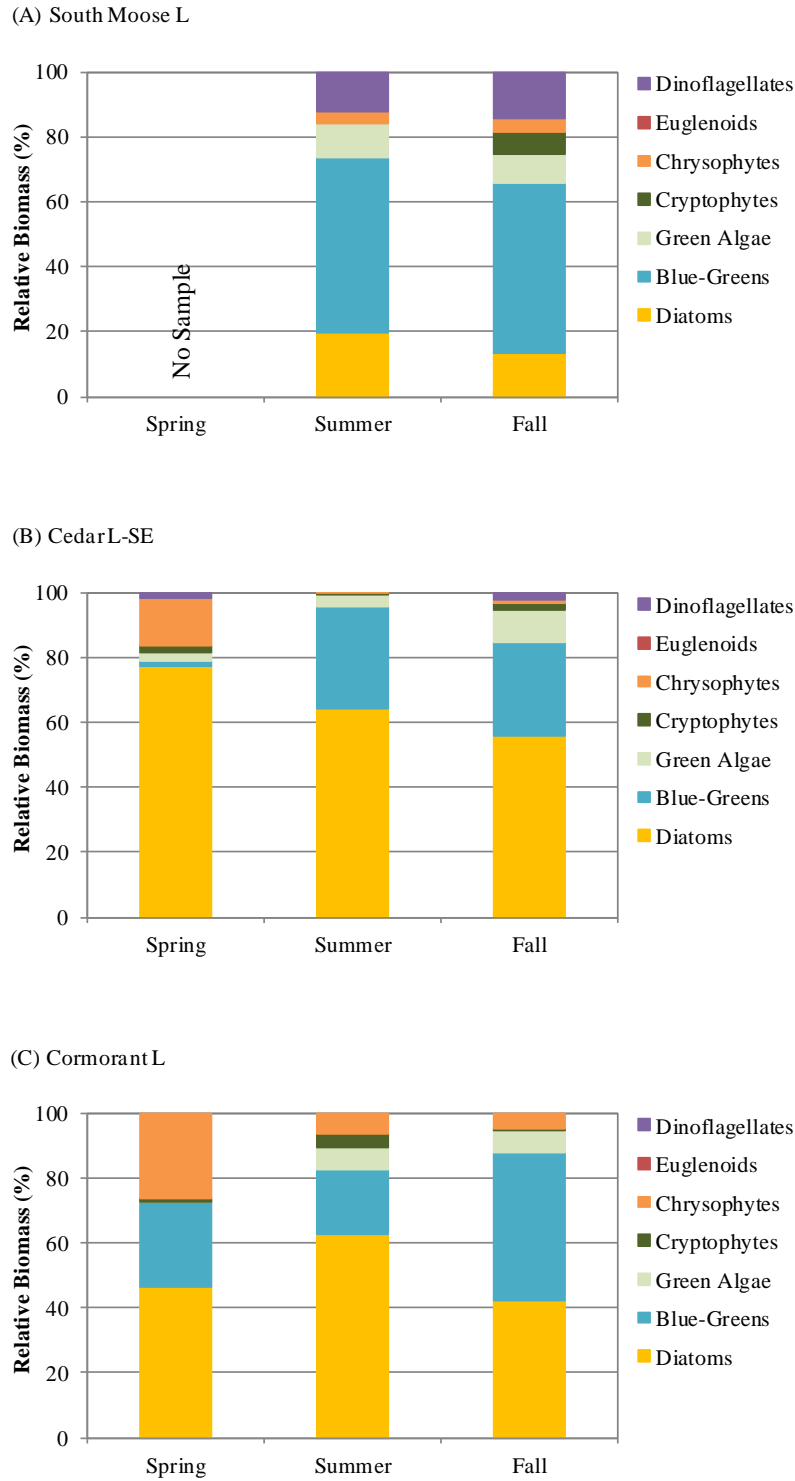 (A) South Moose L
Relative Biomass (%)
100
80
60
40
20
0
No Sample
Spring
Summer
Fall
Dinoflagellates
Euglenoids
Chrysophytes
Cryptophytes
Green Algae
Blue-Greens
Diatoms
(B) Cedar L-SE
Relative Biomass (%)
100
80
60
40
20
0
Spring
Summer
Fall
Dinoflagellates
Euglenoids
Chrysophytes
Cryptophytes
Green Algae
Blue-Greens
Diatoms
(C) Cormorant L
Relative Biomass (%)
100
80
60
40
20
0
Spring
Summer
Fall
Dinoflagellates
Euglenoids
Chrysophytes
Cryptophytes
Green Algae
Blue-Greens
Diatoms